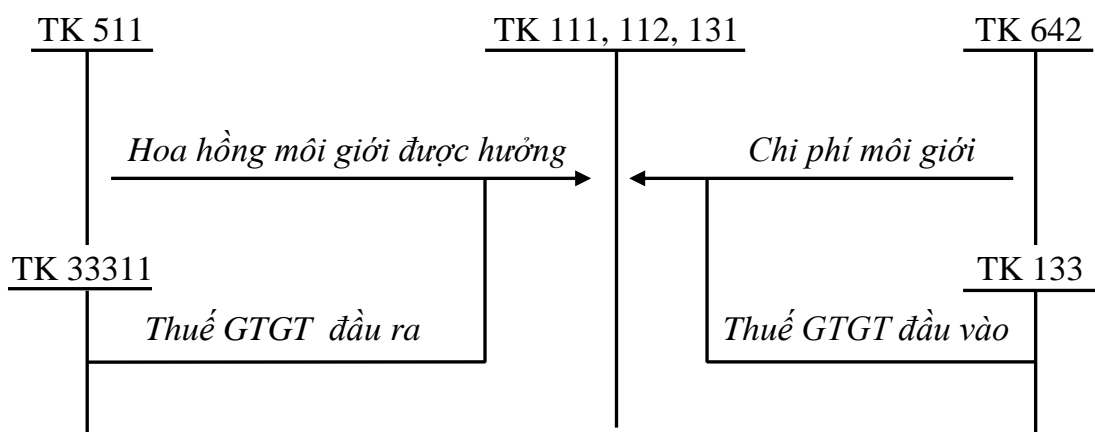 TK 511
TK 111, 112, 131
TK 642
Hoa hồng môi giới được hưởng
Chi phí môi giới
TK 33311
TK 133
Thuế GTGT đầu ra
Thuế GTGT đầu vào